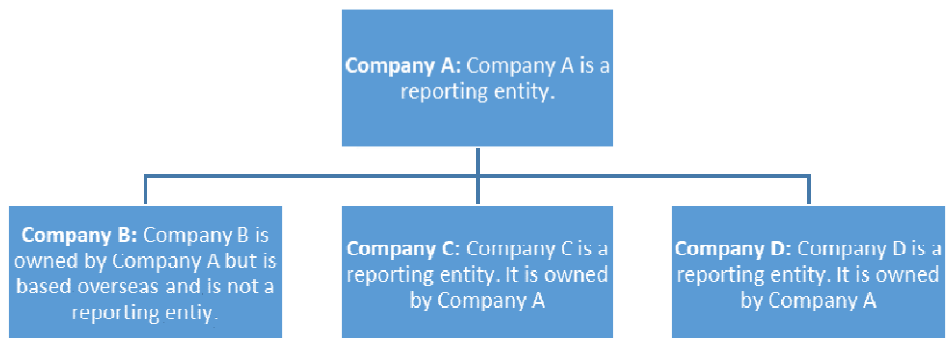 Company A: Company A is a
reporting entity.
Company B: Company B is
owned by Company A but is
based overseas and is not a
reporting entiy.
Company C: Company C is a
reporting entity. It is owned
by Company A
Company D: Company D is a
reporting entity. It is owned
by Company A